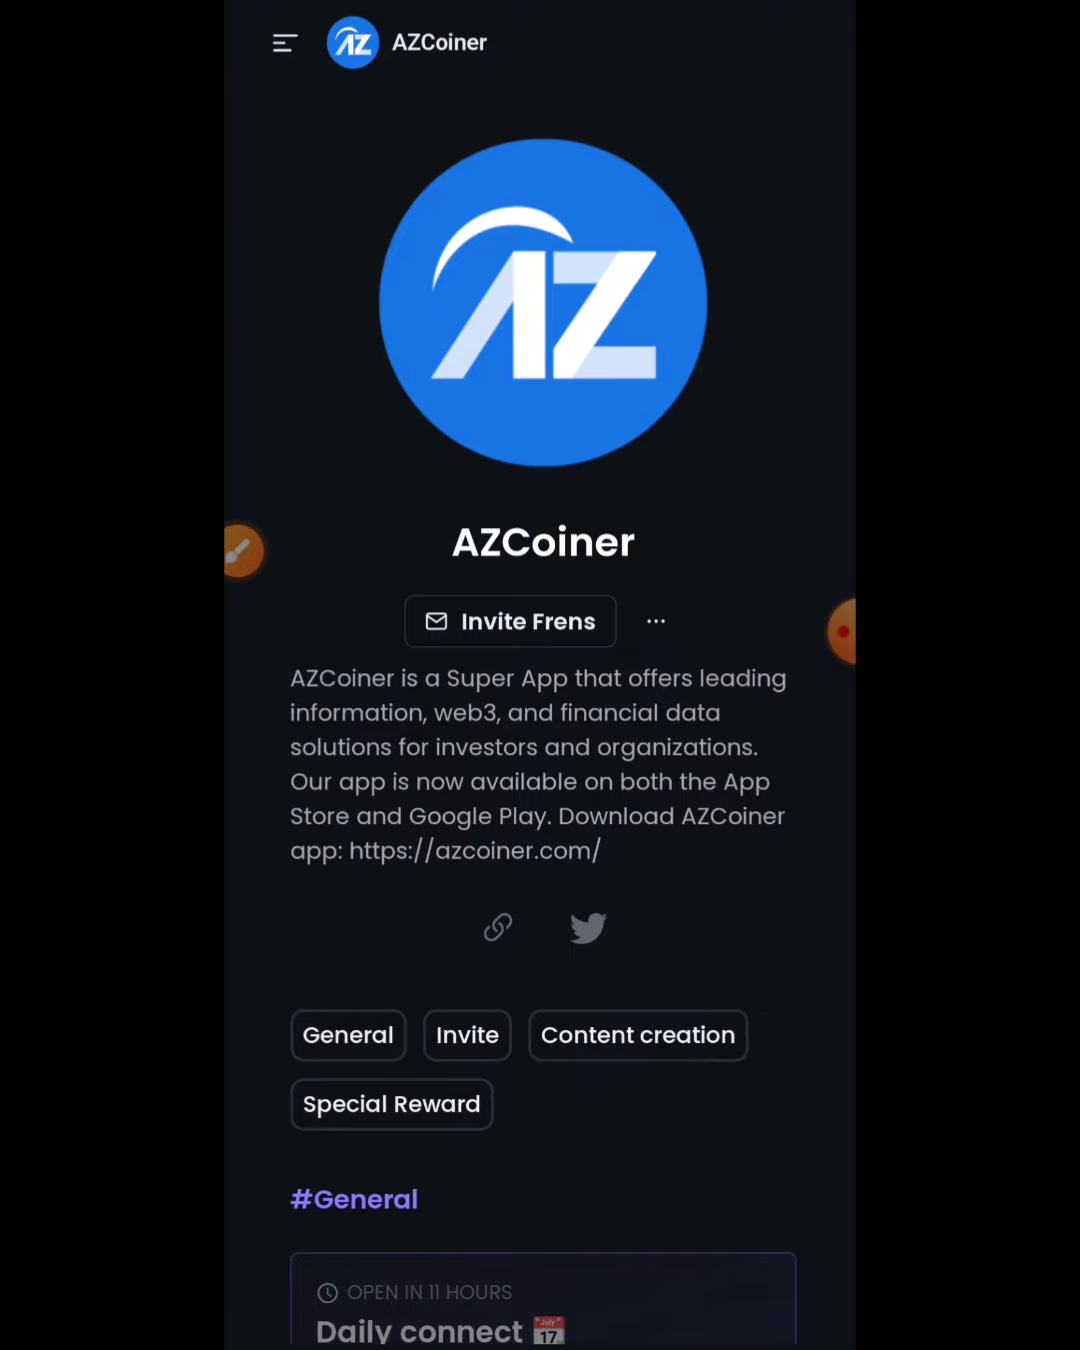 AZ AZCoiner
AZ
AZCoiner
Invite Frens
AZCoiner is a Super App that offers leading
information, web3, and financial data
solutions for investors and organizations.
Our app is now available on both the App
Store and Google Play. Download AZCoiner
app: https://azcoiner.com/
General Invite Content creation
Special Reward
#General
OPEN IN 11 HOURS
Daily connect 📅